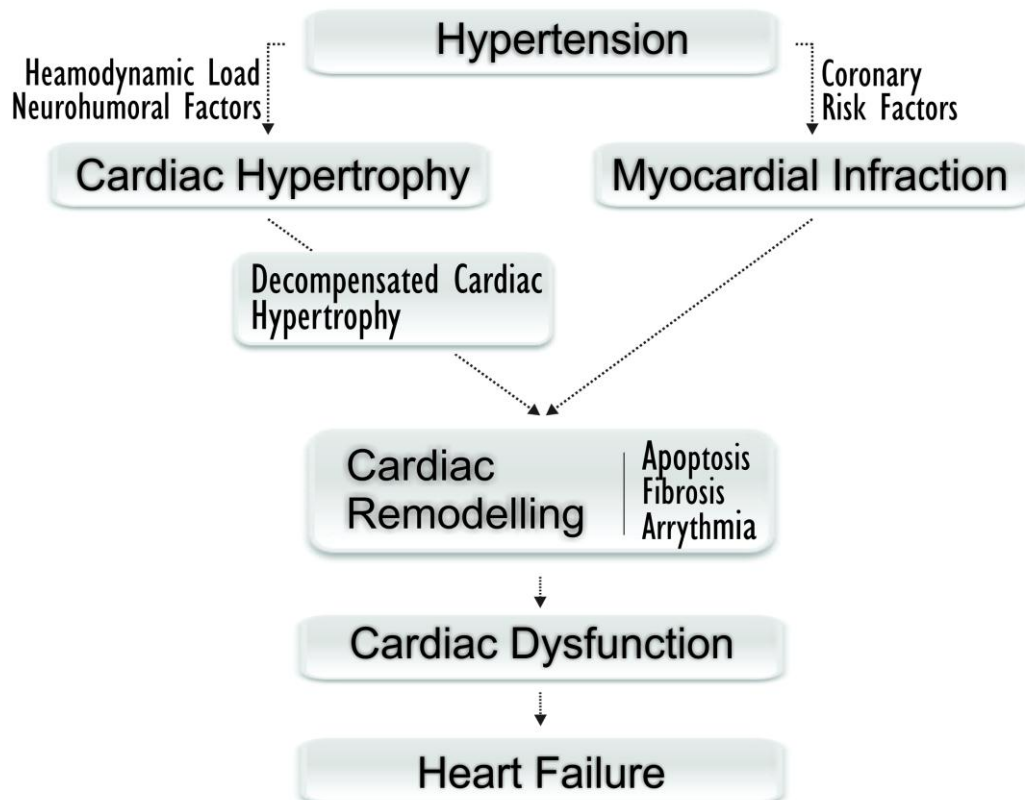 Hypertension
Heamodynamic Load
Neurohumoral Factors
Coronary
Risk Factors
Cardiac Hypertrophy
Myocardial Infraction
Decompensated Cardiac
Hypertrophy
Cardiac
Remodelling
Apoptosis
Fibrosis
Arrythmia
Cardiac Dysfunction
Heart Failure